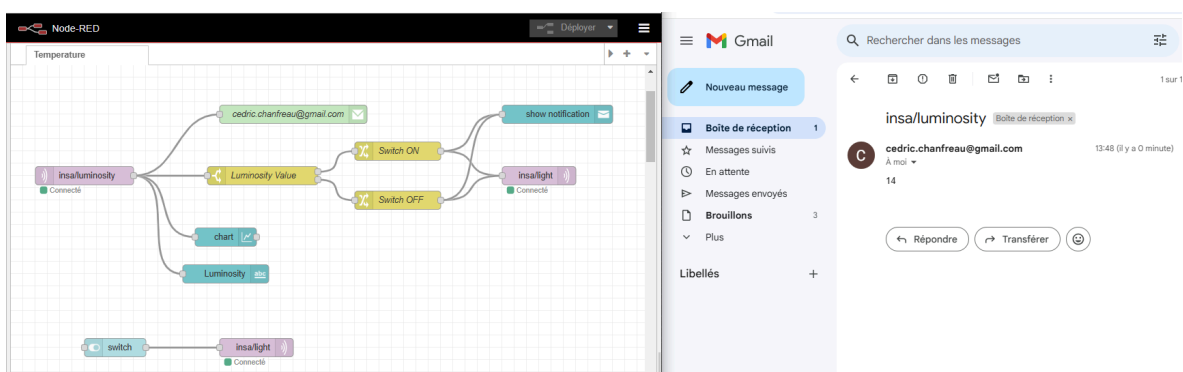 Node-RED
Déployer
Temperature
cedric.chanfreau@gmail.com
show notification
Switch ON
insa/luminosity
Connecté
Luminosity Value
insa/light
Connecté
Switch OFF
chart
Luminosity
abc
switch
insa/light
Connecté
Gmail
Rechercher dans les messages
Nouveau message
1 sur 1
Boîte de réception 1
Messages suivis
En attente
Messages envoyés
Brouillons 3
Plus
Libellés
insa/luminosity Boîte de réception ×
C
cedric.chanfreau@gmail.com 13:48 (il y a 0 minute)
À moi
14
Répondre
Transférer